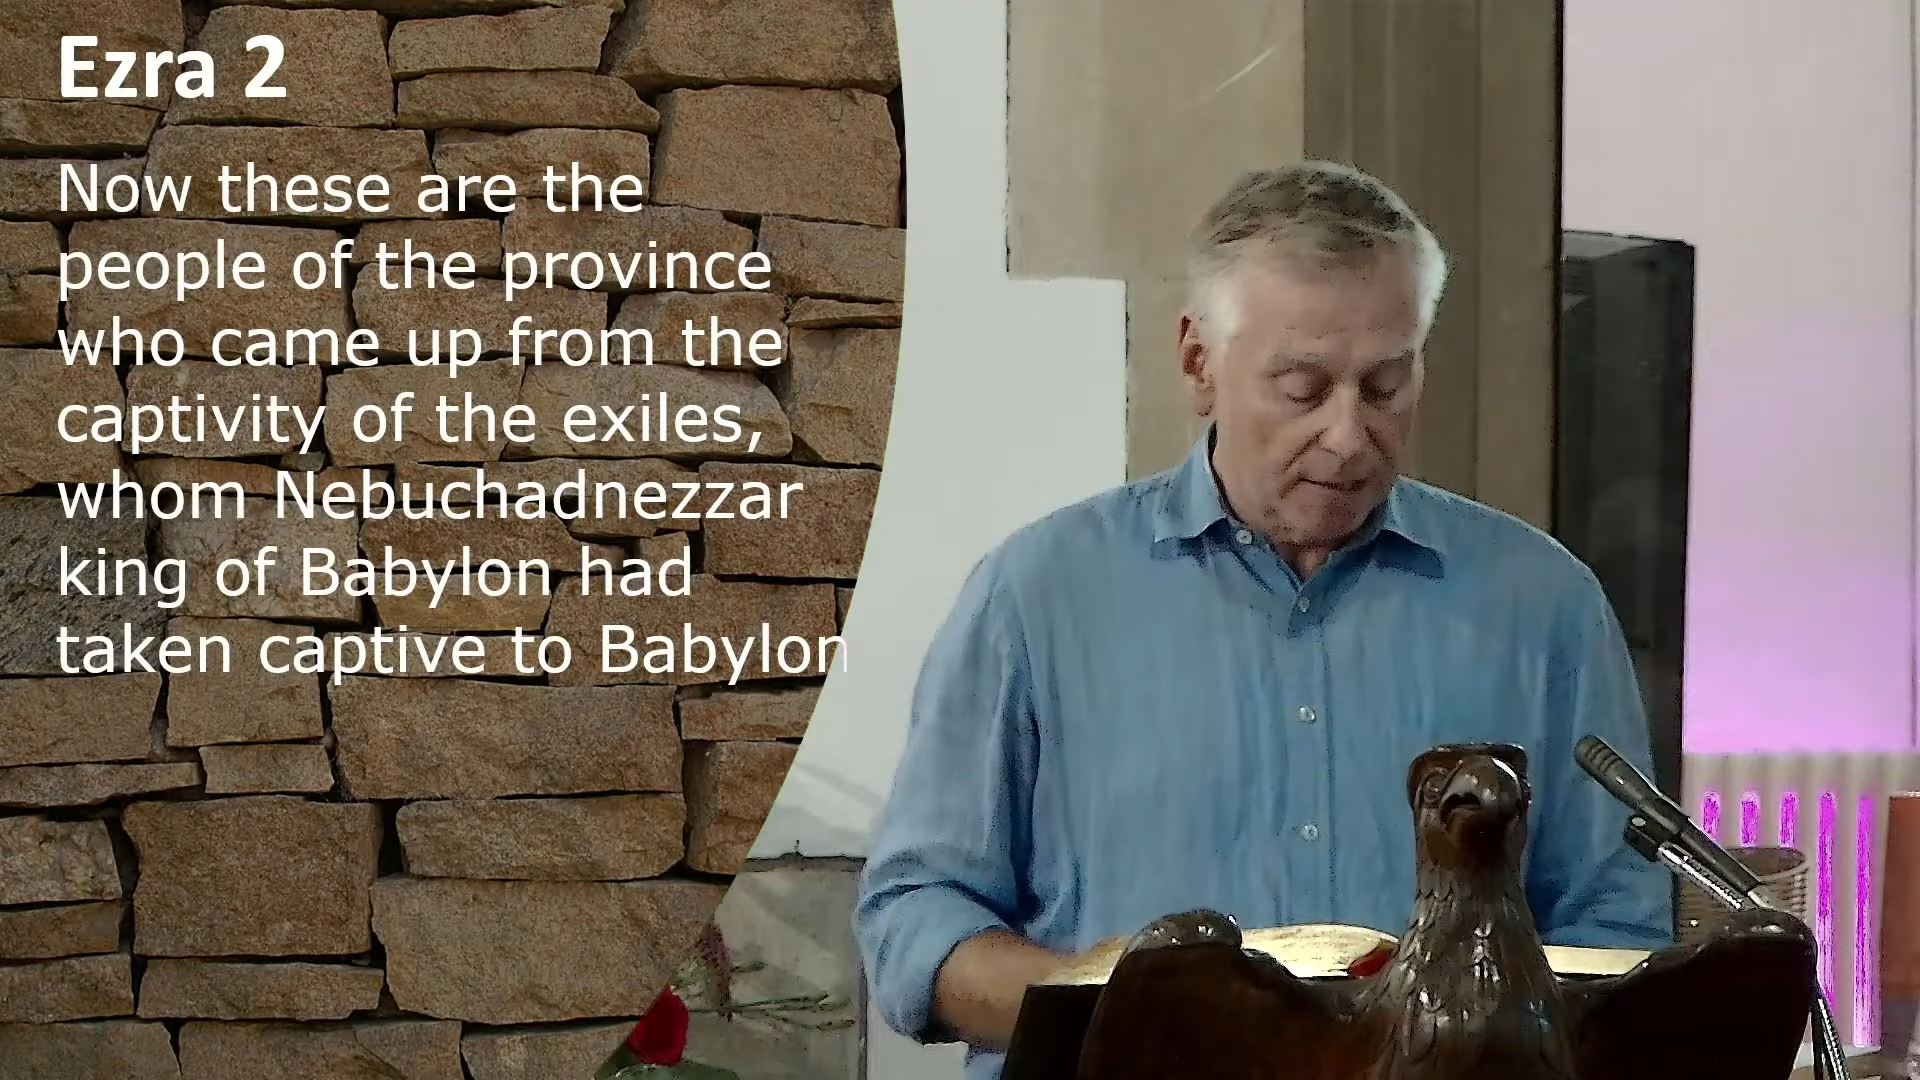 Ezra 2
Now these are the
people of the province
who came up from the
captivity of the exiles,
whom Nebuchadnezzar
king of Babylon had
taken captive to Babylon